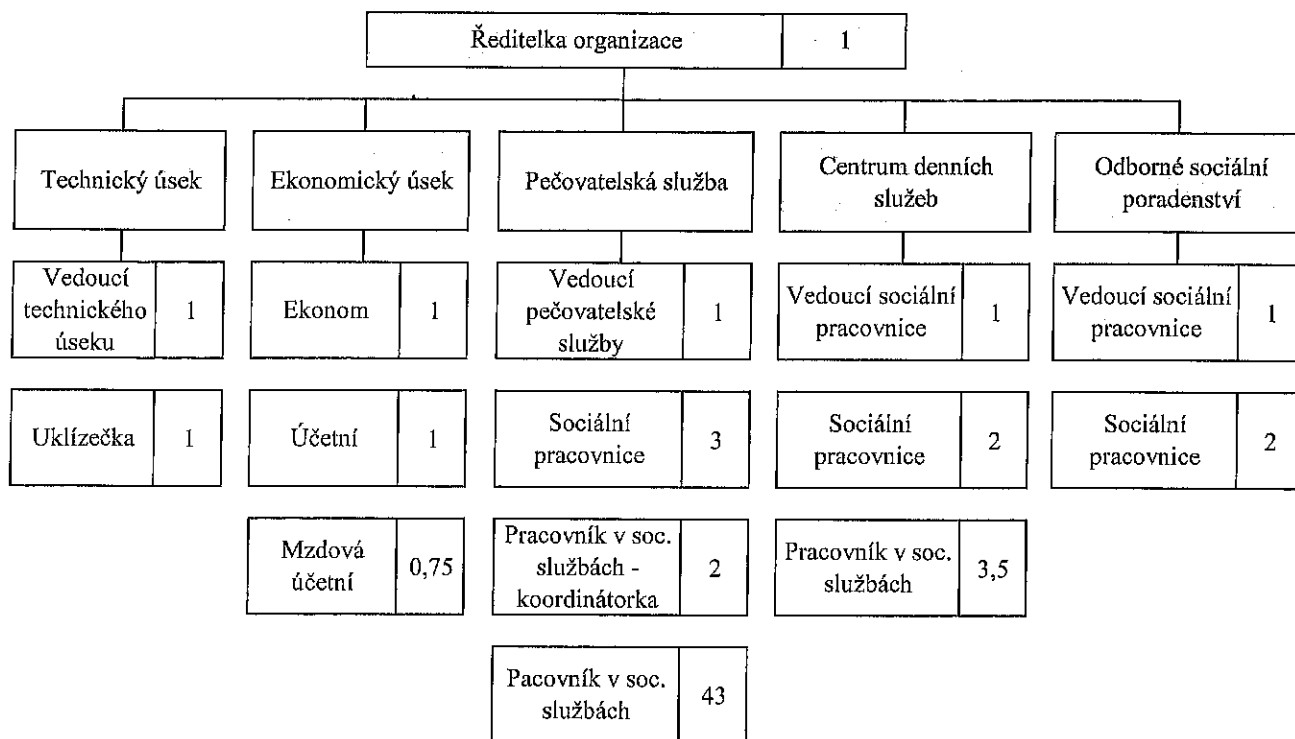 Ředitelka organizace 1
Technický úsek
Ekonomický úsek
Pečovatelská služba
Centrum denních
služeb
Odborné sociální
poradenství
Vedoucí
technického
úseku
1
Ekonom 1
Vedoucí
pečovatelské
služby
1
Vedoucí sociální
pracovnice
1
Vedoucí sociální
pracovnice
1
Uklízečka 1
Účetní 1
Sociální
pracovnice
3
Sociální
pracovnice
2
Sociální
pracovnice
2
Mzdová
účetní
0,75
Pracovník v soc.
službách -
koordinátorka
2
Pracovník v soc.
službách
3,5
Pacovník v soc.
službách
43